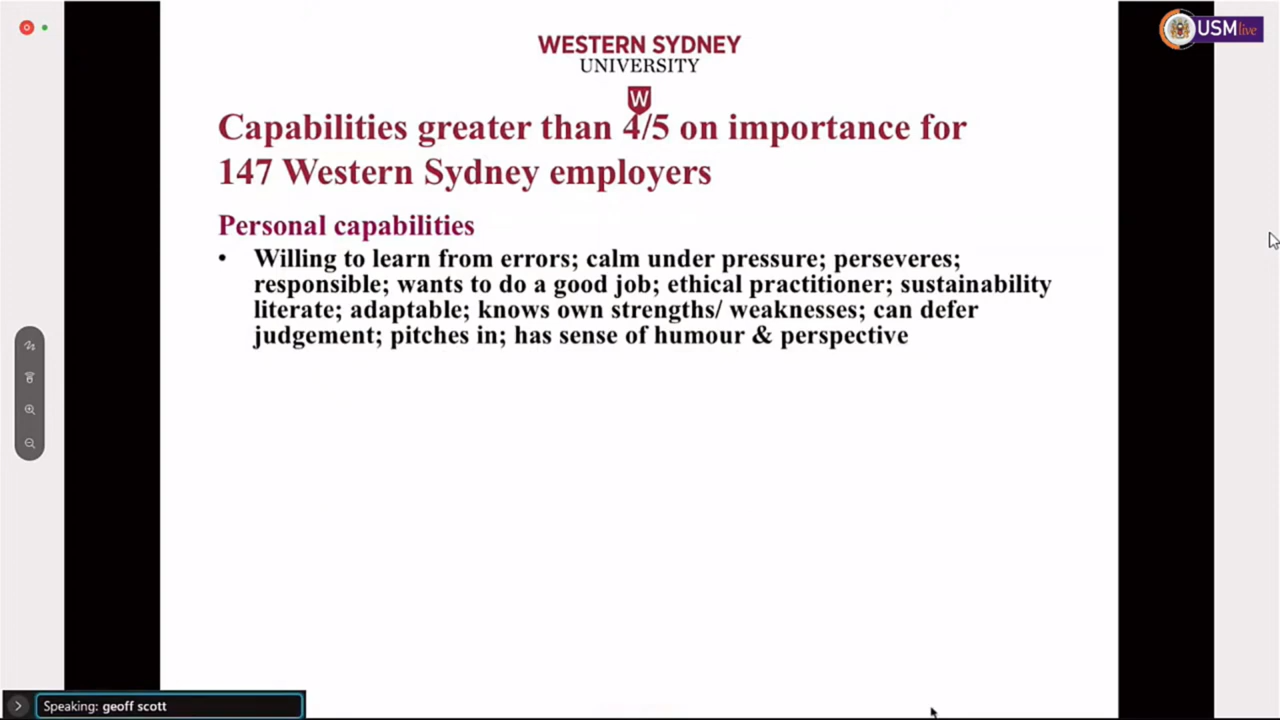 USMlive
WESTERN SYDNEY
UNIVERSITY
W
Capabilities greater than 4/5 on importance for
147 Western Sydney employers
Personal capabilities
• Willing to learn from errors; calm under pressure; perseveres;
responsible; wants to do a good job; ethical practitioner; sustainability
literate; adaptable; knows own strengths/ weaknesses; can defer
judgement; pitches in; has sense of humour & perspective
Speaking: geoff scott